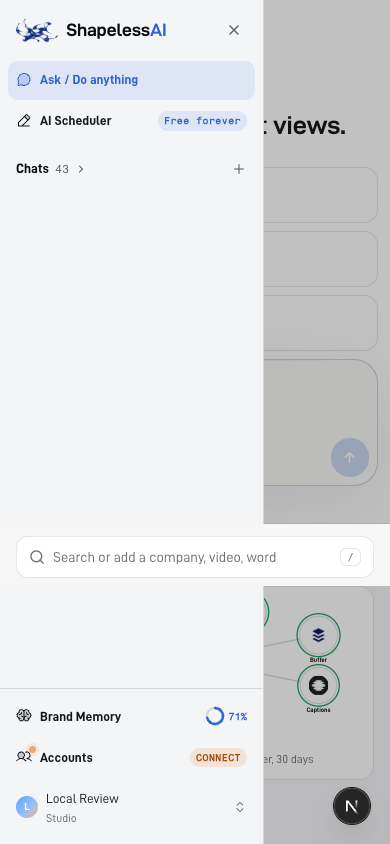 ShapelessAI
Ask / Do anything
AI Scheduler Free forever
views.
Chats 43
Search or add a company, video, word /
Buffer
Captions
Brand Memory 71%
30 days
Accounts CONNECT
L Local Review
Studio
N